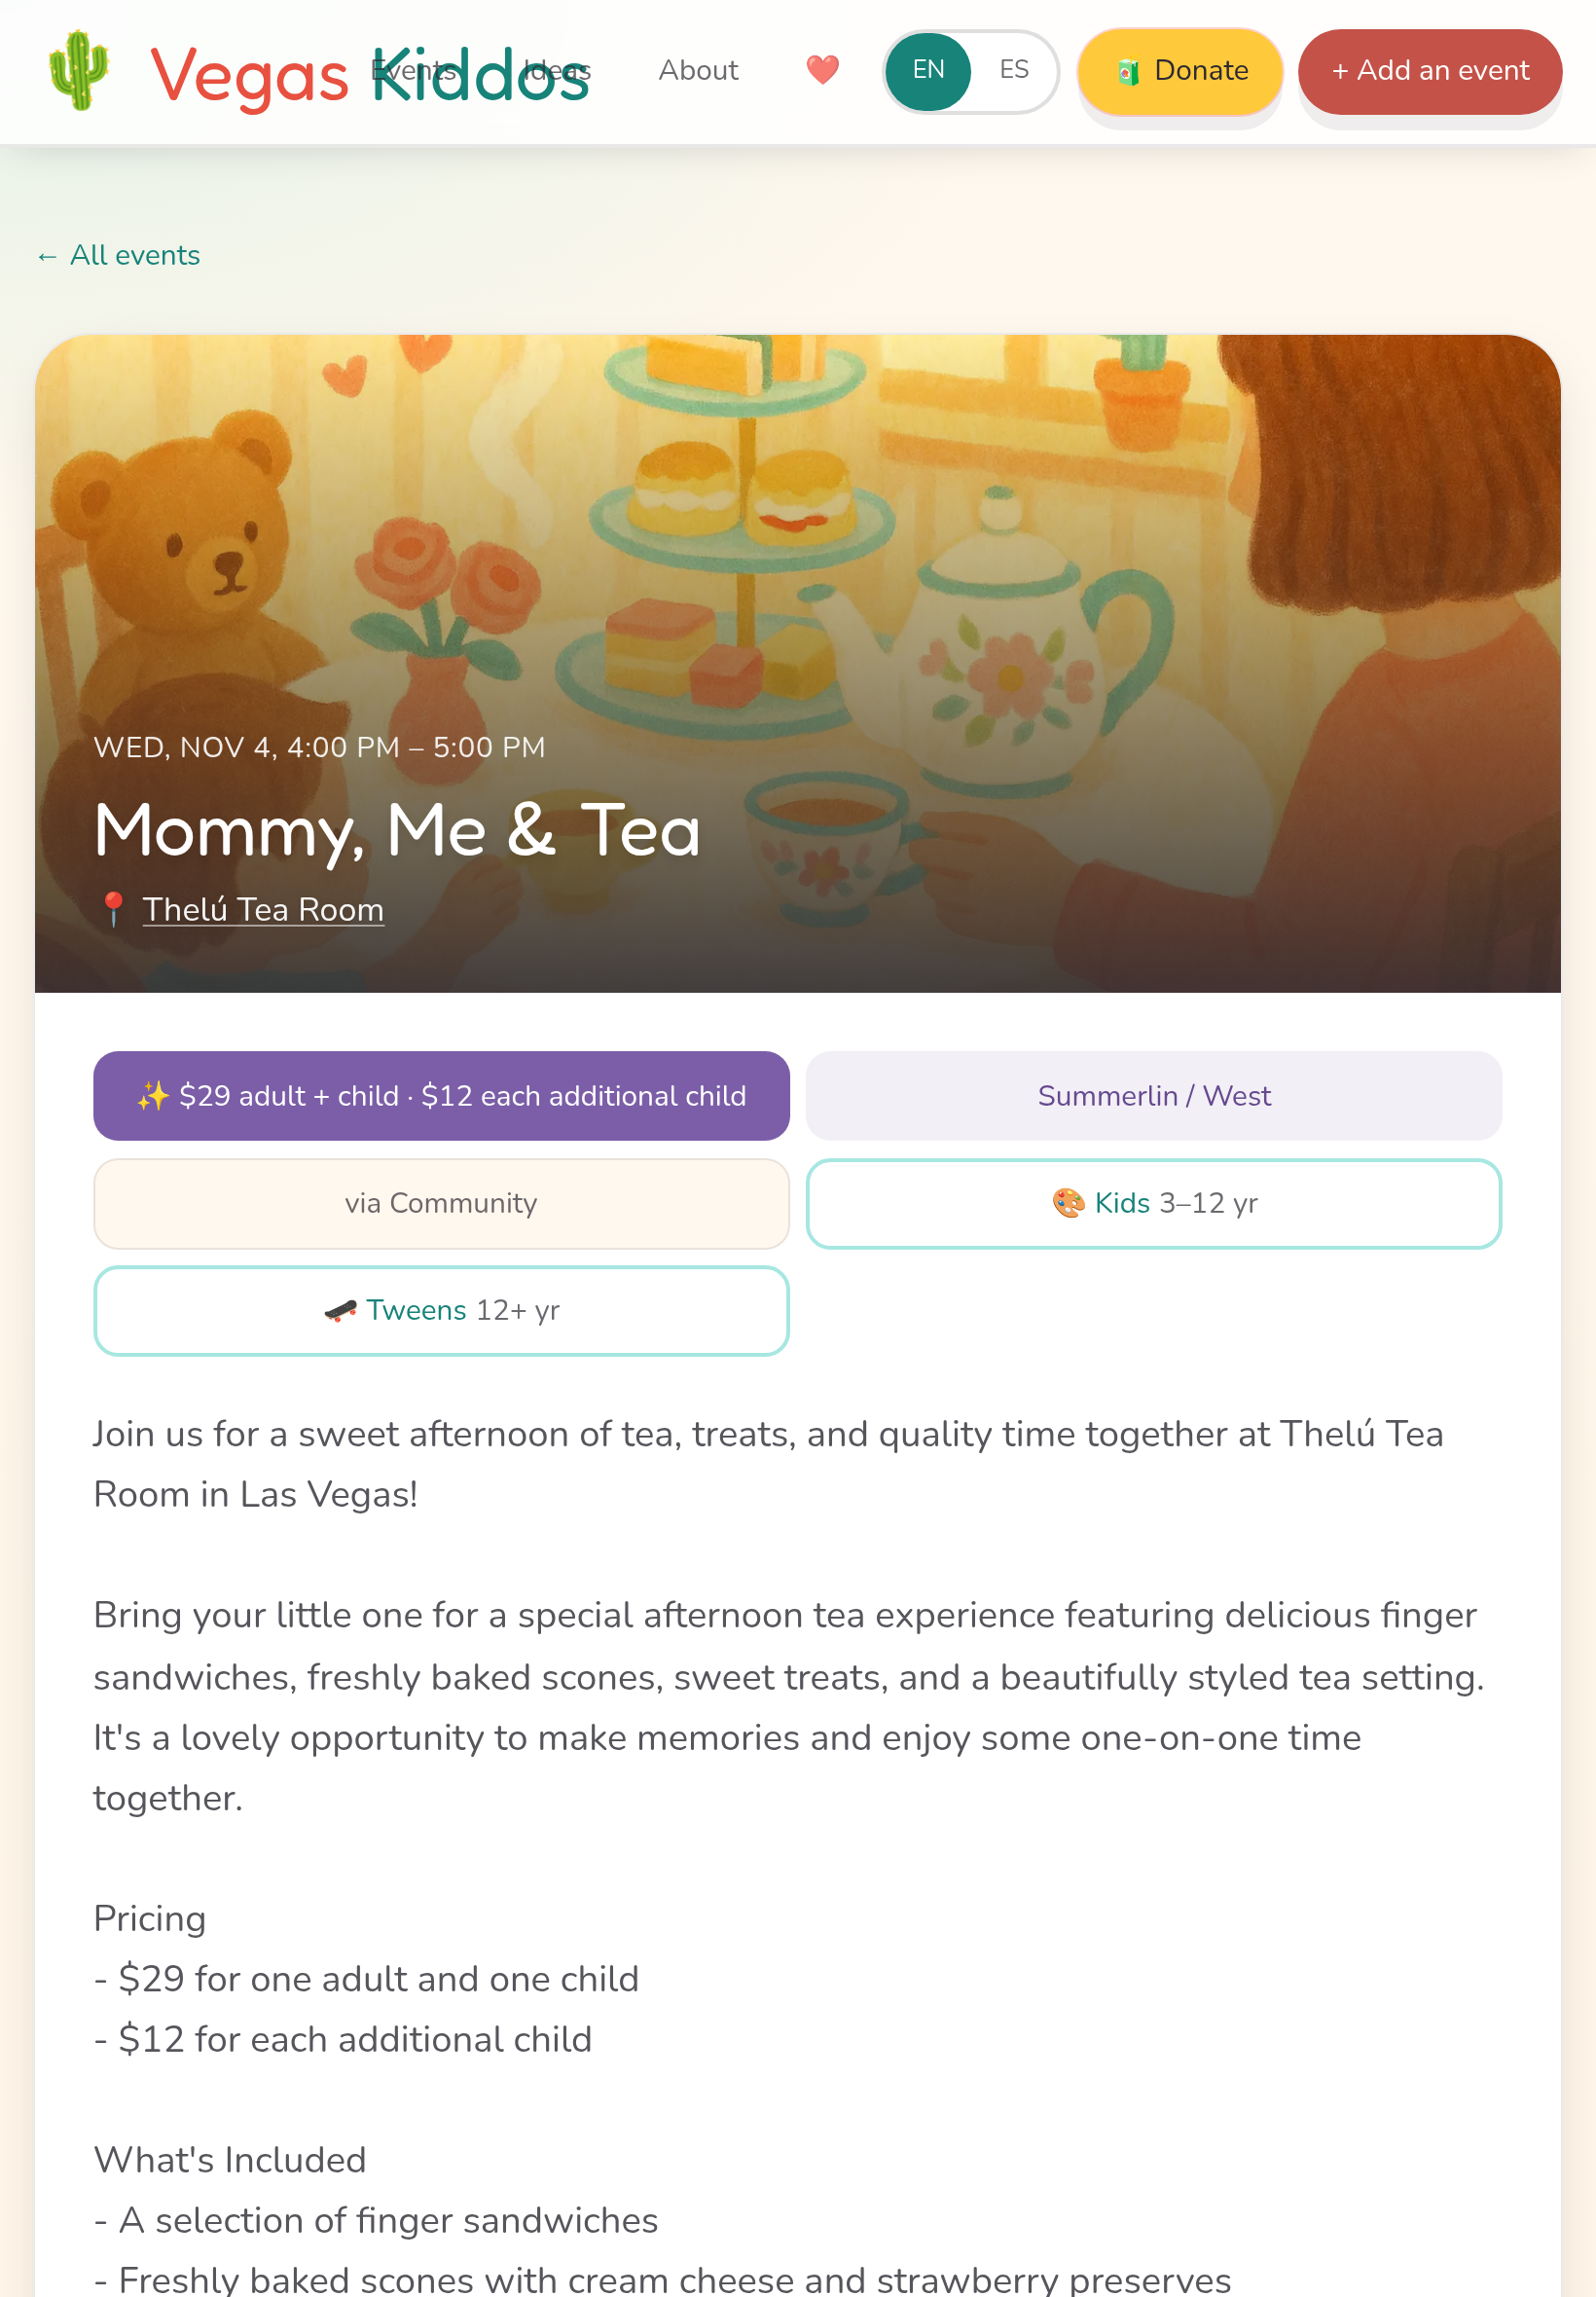 🌵 Vegas Kiddos Events Ideas About ❤️ EN ES 🧃 Donate + Add an event
← All events
WED, NOV 4, 4:00 PM – 5:00 PM
Mommy, Me & Tea
📍 Thelú Tea Room
✨ $29 adult + child · $12 each additional child
Summerlin / West
via Community
🎨 Kids 3–12 yr
🛹 Tweens 12+ yr
Join us for a sweet afternoon of tea, treats, and quality time together at Thelú Tea
Room in Las Vegas!
Bring your little one for a special afternoon tea experience featuring delicious finger
sandwiches, freshly baked scones, sweet treats, and a beautifully styled tea setting.
It's a lovely opportunity to make memories and enjoy some one-on-one time
together.
Pricing
- $29 for one adult and one child
- $12 for each additional child
What's Included
- A selection of finger sandwiches
- Freshly baked scones with cream cheese and strawberry preserves